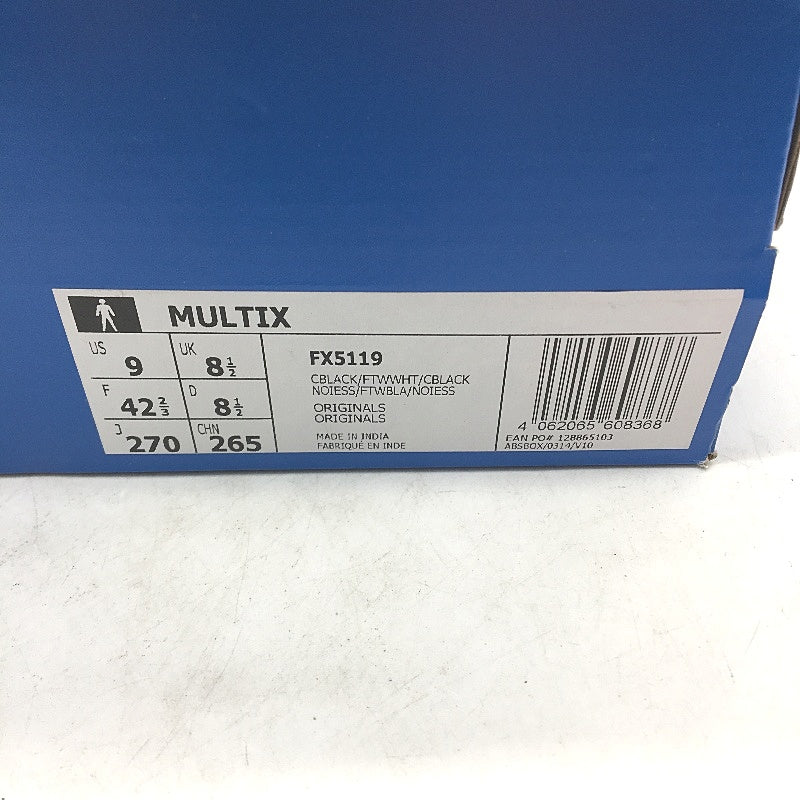 MULTIX
US 9 UK 8½
F 42⅔ D 8½
J 270 CHN 265
FX5119
CBLACK/FTWWHT/CBLACK
NOIESS/FTWBLA/NOIESS
ORIGINALS
ORIGINALS
MADE IN INDIA
FABRIQUÉ EN INDE
4 062065 608368
EAN PO# 128865103
ABSBOX/0314/V10